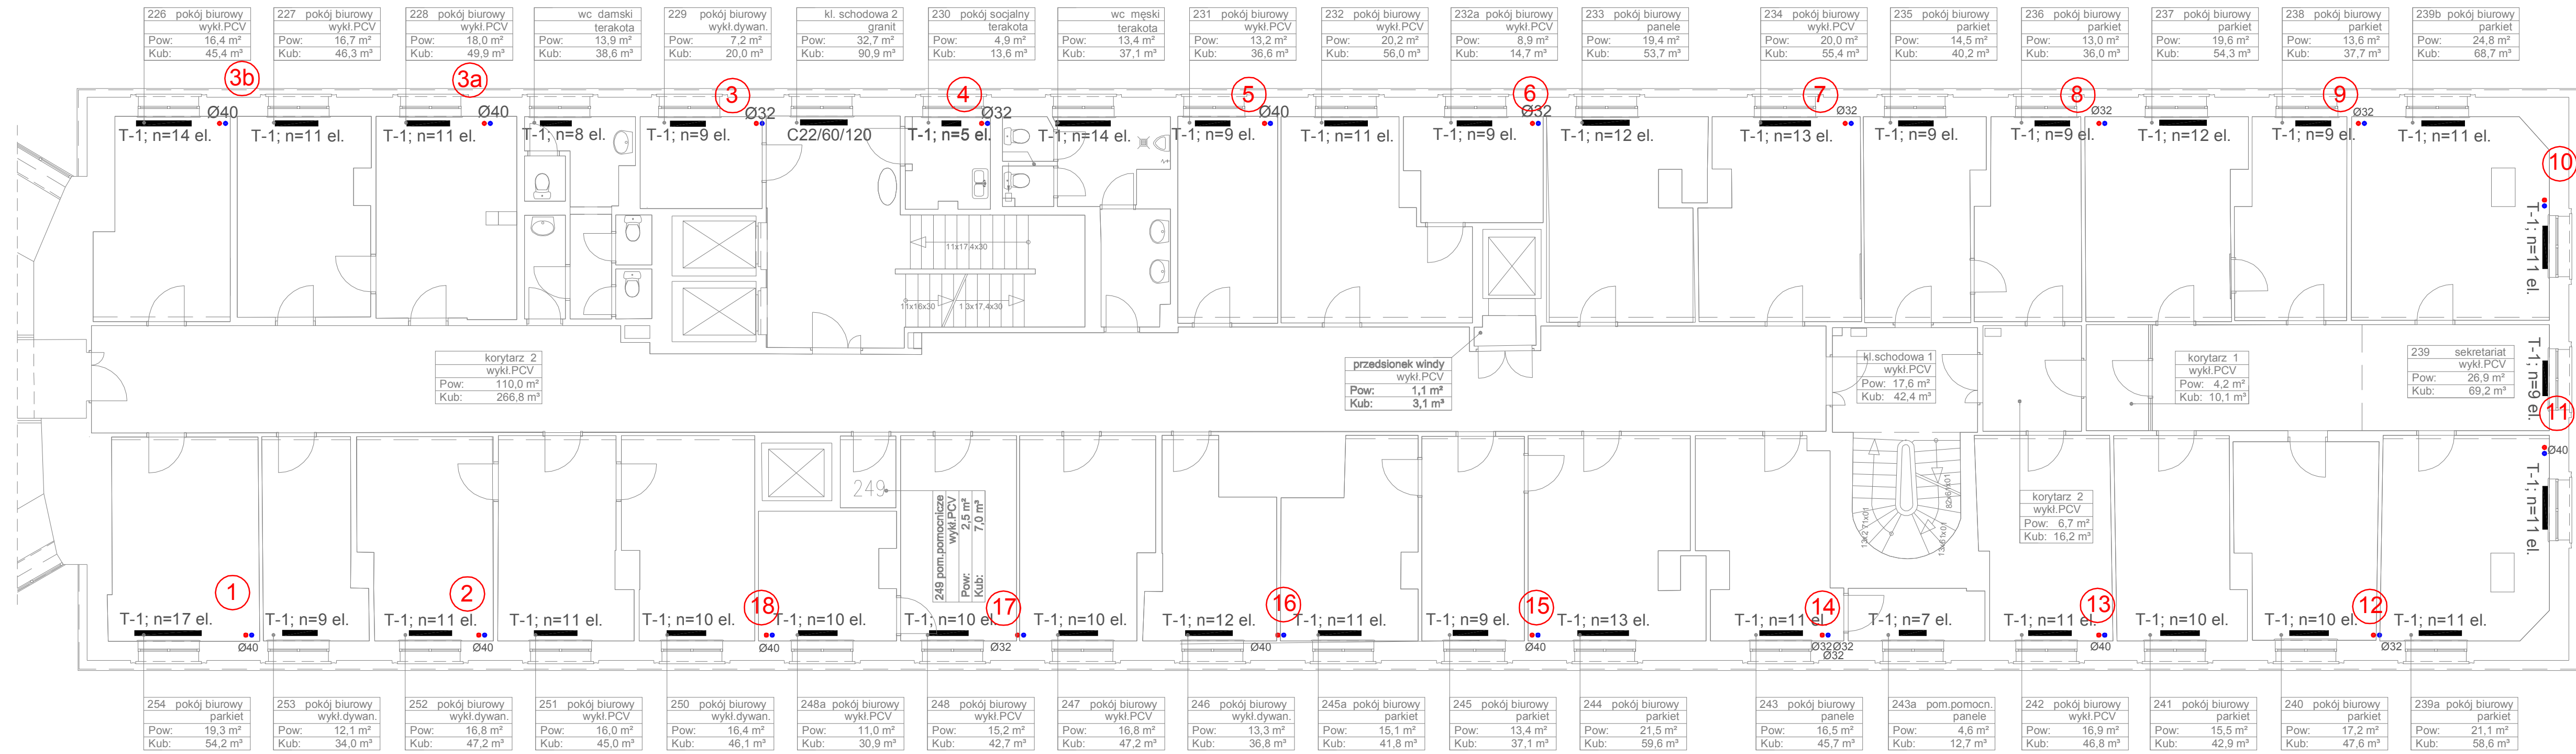 226 pokój biurowy
wykł.PCV
Pow: 16,4 m²
Kub: 45,4 m³
227 pokój biurowy
wykł.PCV
Pow: 16,7 m²
Kub: 46,3 m³
228 pokój biurowy
wykł.PCV
Pow: 18,0 m²
Kub: 49,9 m³
wc damski
terakota
Pow: 13,9 m²
Kub: 38,6 m³
229 pokój biurowy
wykł.dywan.
Pow: 7,2 m²
Kub: 20,0 m³
kl. schodowa 2
granit
Pow: 32,7 m²
Kub: 90,9 m³
230 pokój socjalny
terakota
Pow: 4,9 m²
Kub: 13,6 m³
wc męski
terakota
Pow: 13,4 m²
Kub: 37,1 m³
231 pokój biurowy
wykł.PCV
Pow: 13,2 m²
Kub: 36,6 m³
232 pokój biurowy
wykł.PCV
Pow: 20,2 m²
Kub: 56,0 m³
232a pokój biurowy
wykł.PCV
Pow: 8,9 m²
Kub: 14,7 m³
233 pokój biurowy
panele
Pow: 19,4 m²
Kub: 53,7 m³
234 pokój biurowy
wykł.PCV
Pow: 20,0 m²
Kub: 55,4 m³
235 pokój biurowy
parkiet
Pow: 14,5 m²
Kub: 40,2 m³
236 pokój biurowy
parkiet
Pow: 13,0 m²
Kub: 36,0 m³
237 pokój biurowy
parkiet
Pow: 19,6 m²
Kub: 54,3 m³
238 pokój biurowy
parkiet
Pow: 13,6 m²
Kub: 37,7 m³
239b pokój biurowy
parkiet
Pow: 24,8 m²
Kub: 68,7 m³
3b 3a 3 4 5 6 7 8 9 10
Ø40 Ø40 Ø32 Ø32 Ø40 Ø32 Ø32 Ø32 Ø32
T-1; n=14 el. T-1; n=11 el. T-1; n=11 el. T-1; n=8 el. T-1; n=9 el. C22/60/120 T-1; n=5 el. T-1; n=14 el. T-1; n=9 el. T-1; n=11 el. T-1; n=9 el. T-1; n=12 el. T-1; n=13 el. T-1; n=9 el. T-1; n=9 el. T-1; n=12 el. T-1; n=9 el. T-1; n=11 el.
T-1; n=11 el.
11x17,4x30
11x16x30 13x17,4x30
korytarz 2
wykł.PCV
Pow: 110,0 m²
Kub: 266,8 m³
przedsionek windy
wykł.PCV
Pow: 1,1 m²
Kub: 3,1 m³
kl.schodowa 1
wykł.PCV
Pow: 17,6 m²
Kub: 42,4 m³
korytarz 1
wykł.PCV
Pow: 4,2 m²
Kub: 10,1 m³
239 sekretariat
wykł.PCV
Pow: 26,9 m²
Kub: 69,2 m³
T-1; n=9 el.
11
Ø40
T-1; n=11 el.
249
249 pom.pomocnicze
wykł.PCV
Pow: 2,5 m²
Kub: 7,0 m³
korytarz 2
wykł.PCV
Pow: 6,7 m²
Kub: 16,2 m³
1 2 18 17 16 15 14 13 12
T-1; n=17 el. T-1; n=9 el. T-1; n=11 el. T-1; n=11 el. T-1; n=10 el. T-1; n=10 el. T-1; n=10 el. T-1; n=10 el. T-1; n=12 el. T-1; n=11 el. T-1; n=9 el. T-1; n=13 el. T-1; n=11 el. T-1; n=7 el. T-1; n=11 el. T-1; n=10 el. T-1; n=10 el. T-1; n=11 el.
Ø40 Ø40 Ø40 Ø32 Ø40 Ø40 Ø32 Ø32 Ø40 Ø32
Ø32
254 pokój biurowy
parkiet
Pow: 19,3 m²
Kub: 54,2 m³
253 pokój biurowy
wykł.dywan.
Pow: 12,1 m²
Kub: 34,0 m³
252 pokój biurowy
wykł.dywan.
Pow: 16,8 m²
Kub: 47,2 m³
251 pokój biurowy
wykł.PCV
Pow: 16,0 m²
Kub: 45,0 m³
250 pokój biurowy
wykł.dywan.
Pow: 16,4 m²
Kub: 46,1 m³
248a pokój biurowy
wykł.PCV
Pow: 11,0 m²
Kub: 30,9 m³
248 pokój biurowy
wykł.PCV
Pow: 15,2 m²
Kub: 42,7 m³
247 pokój biurowy
wykł.PCV
Pow: 16,8 m²
Kub: 47,2 m³
246 pokój biurowy
wykł.dywan.
Pow: 13,3 m²
Kub: 36,8 m³
245a pokój biurowy
parkiet
Pow: 15,1 m²
Kub: 41,8 m³
245 pokój biurowy
parkiet
Pow: 13,4 m²
Kub: 37,1 m³
244 pokój biurowy
parkiet
Pow: 21,5 m²
Kub: 59,6 m³
243 pokój biurowy
panele
Pow: 16,5 m²
Kub: 45,7 m³
243a pom.pomocn.
panele
Pow: 4,6 m²
Kub: 12,7 m³
242 pokój biurowy
wykł.PCV
Pow: 16,9 m²
Kub: 46,8 m³
241 pokój biurowy
parkiet
Pow: 15,5 m²
Kub: 42,9 m³
240 pokój biurowy
parkiet
Pow: 17,2 m²
Kub: 47,6 m³
239a pokój biurowy
parkiet
Pow: 21,1 m²
Kub: 58,6 m³